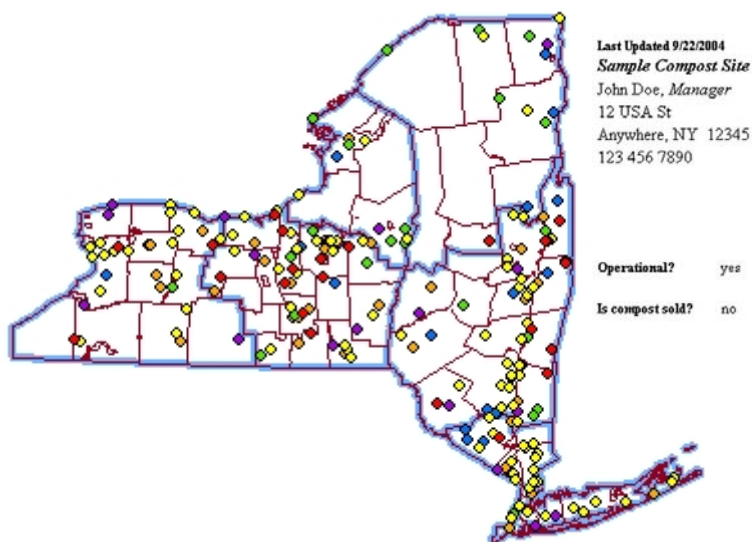 Last Updated 9/22/2004
Sample Compost Site
John Doe, Manager
12 USA St
Anywhere, NY 12345
123 456 7890
Operational? yes
Is compost sold? no